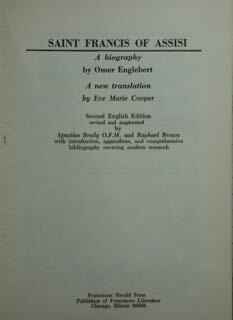 SAINT FRANCIS OF ASSISI
A biography
by Omer Englebert
A new translation
by Eve Marie Cooper
Second English Edition
revised and augmented
by
Ignatius Brady O.F.M. and Raphael Brown
with introduction, appendices, and comprehensive
bibliography covering modern research
Franciscan Herald Press
Publishers of Franciscan Literature
Chicago, Illinois